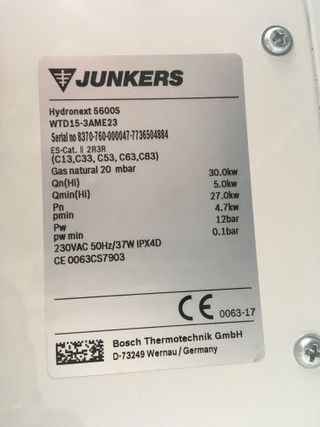 JUNKERS
Hydronext 5600S
WTD15-3AME23
Serial no 8370-760-000047-7736504884
ES-Cat. II 2R3R
(C13,C33, C53, C63,C83)
Gas natural 20 mbar
Qn(Hi) 30.0kw
Qmin(Hi) 5.0kw
Pn 27.0kw
pmin 4.7kw
Pw 12bar
pw min 0.1bar
230VAC 50Hz/37W IPX4D
CE 0063CS7903
CE 0063-17
Bosch Thermotechnik GmbH
D-73249 Wernau / Germany